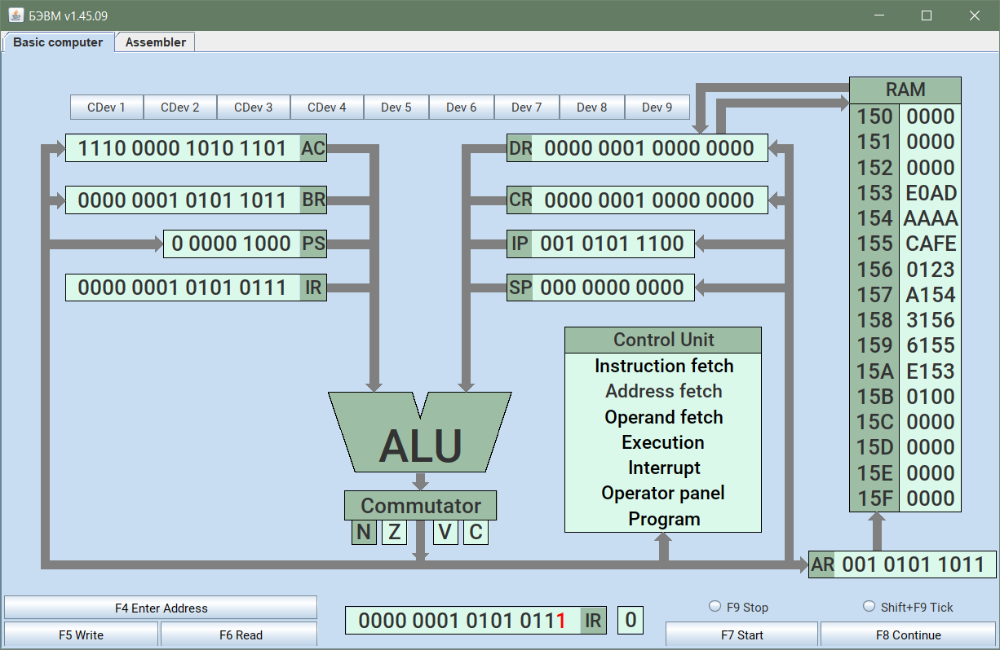 БЭВМ v1.45.09
Basic computer Assembler
CDev 1 CDev 2 CDev 3 CDev 4 Dev 5 Dev 6 Dev 7 Dev 8 Dev 9
1110 0000 1010 1101 AC
0000 0001 0101 1011 BR
0 0000 1000 PS
0000 0001 0101 0111 IR
DR 0000 0001 0000 0000
CR 0000 0001 0000 0000
IP 001 0101 1100
SP 000 0000 0000
RAM
150 0000
151 0000
152 0000
153 E0AD
154 AAAA
155 CAFE
156 0123
157 A154
158 3156
159 6155
15A E153
15B 0100
15C 0000
15D 0000
15E 0000
15F 0000
ALU
Commutator
N Z V C
Control Unit
Instruction fetch
Address fetch
Operand fetch
Execution
Interrupt
Operator panel
Program
AR 001 0101 1011
F4 Enter Address
F5 Write F6 Read
0000 0001 0101 0111 IR 0
F9 Stop Shift+F9 Tick
F7 Start F8 Continue